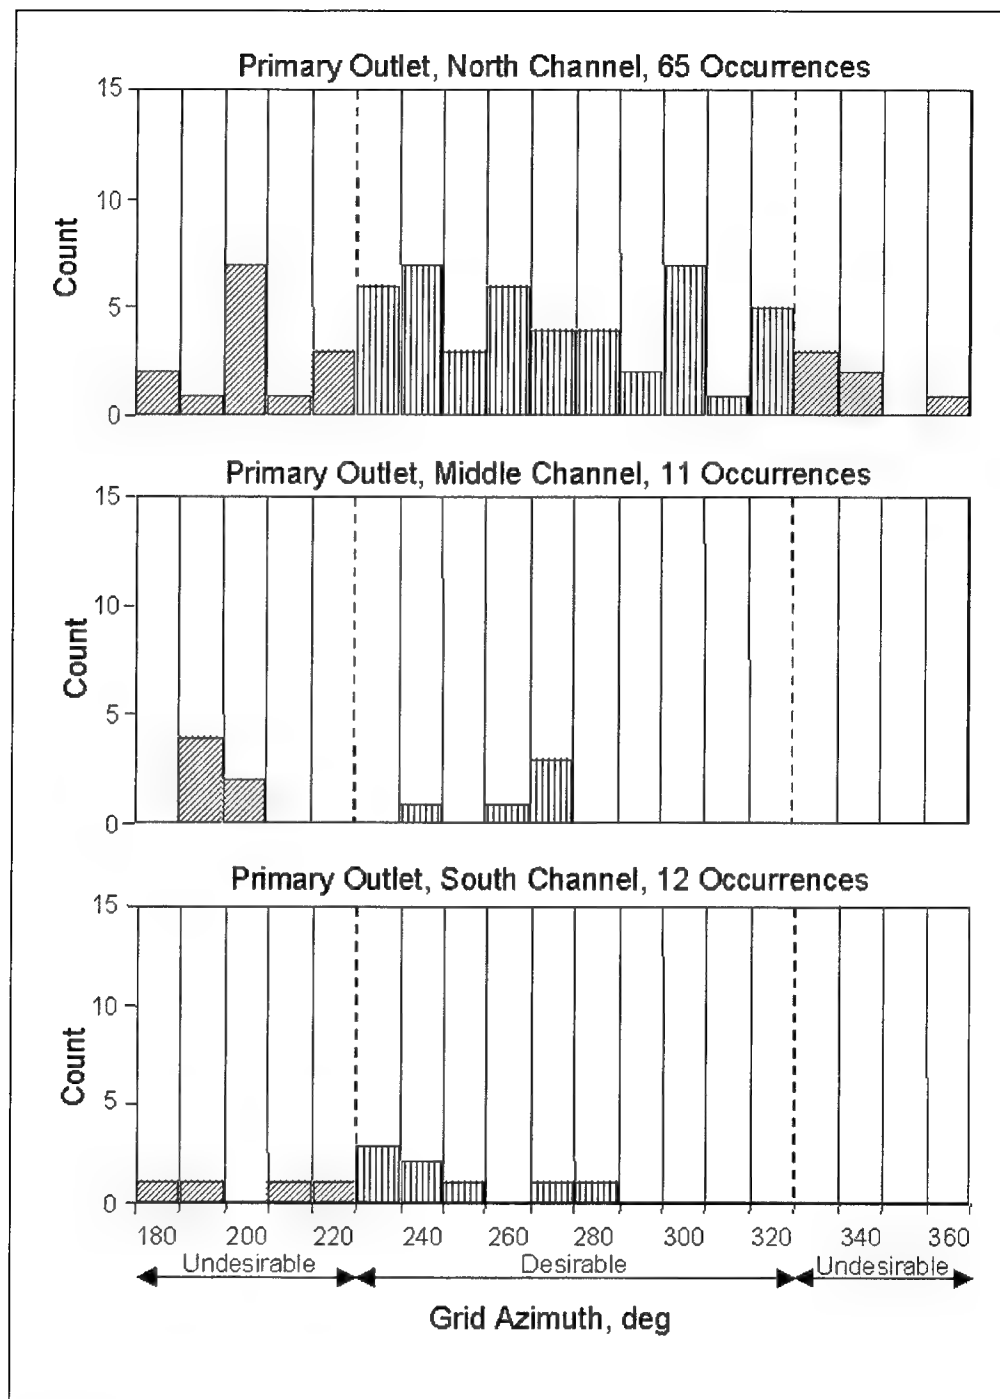 Primary Outlet, North Channel, 65 Occurrences
15
10
5
0
Count
Primary Outlet, Middle Channel, 11 Occurrences
15
10
5
0
Count
Primary Outlet, South Channel, 12 Occurrences
15
10
5
0
Count
180 200 220 240 260 280 300 320 340 360
Undesirable Desirable Undesirable
Grid Azimuth, deg